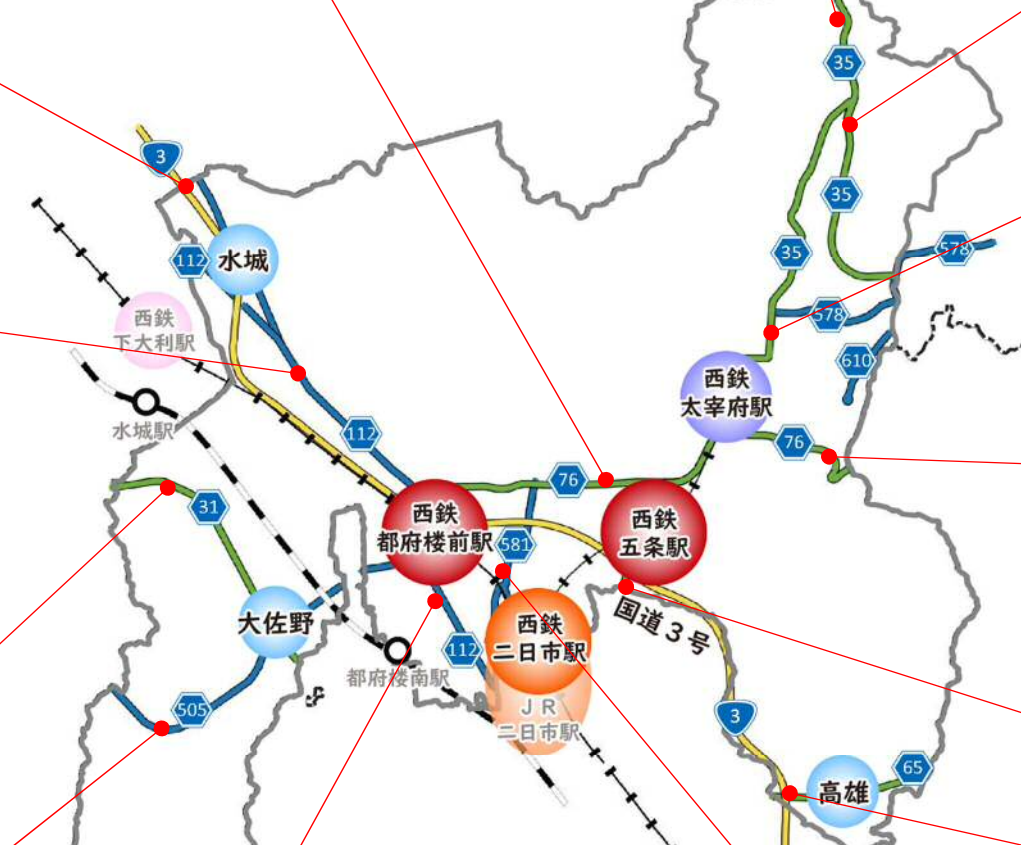 35
3
35
35
578
112
水城
578
西鉄
下大利駅
610
西鉄
太宰府駅
水城駅
112
76
76
31
西鉄
都府楼前駅
西鉄
五条駅
581
大佐野
国道3号
西鉄
二日市駅
112
都府楼南駅
505
JR
二日市駅
3
65
高雄